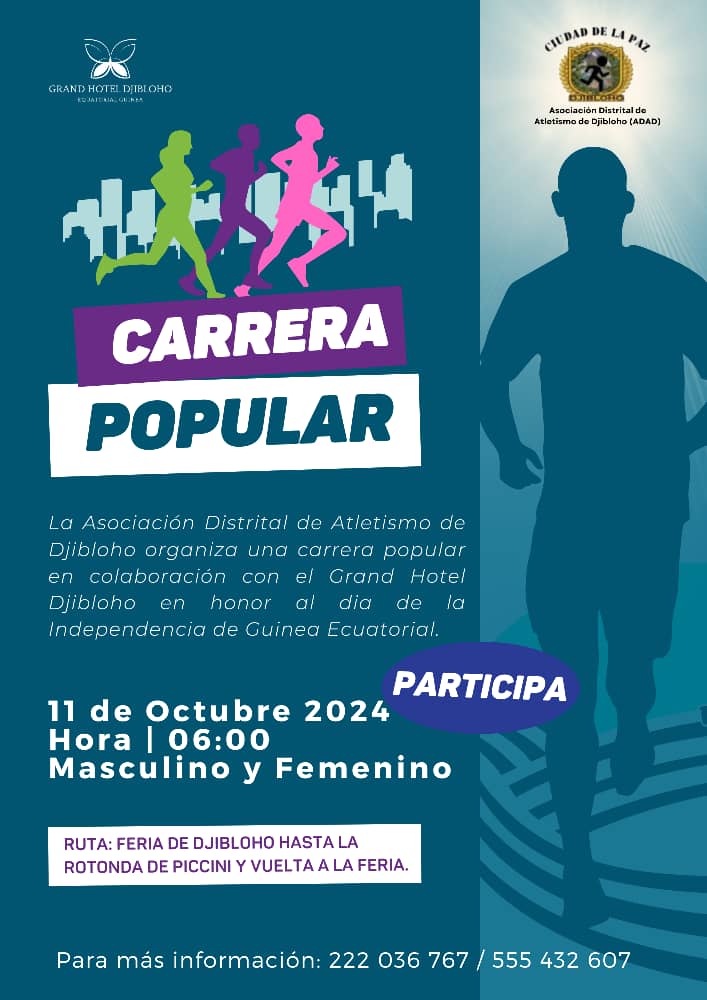 GRAND HOTEL DJIBLOHO
EQUATORIAL GUINEA
CIUDAD DE LA PAZ
DJIBLOHO
Asociación Distrital de
Atletismo de Djibloho (ADAD)
CARRERA
POPULAR
La Asociación Distrital de Atletismo de
Djibloho organiza una carrera popular
en colaboración con el Grand Hotel
Djibloho en honor al dia de la
Independencia de Guinea Ecuatorial.
PARTICIPA
11 de Octubre 2024
Hora | 06:00
Masculino y Femenino
RUTA: FERIA DE DJIBLOHO HASTA LA
ROTONDA DE PICCINI Y VUELTA A LA FERIA.
Para más información: 222 036 767 / 555 432 607